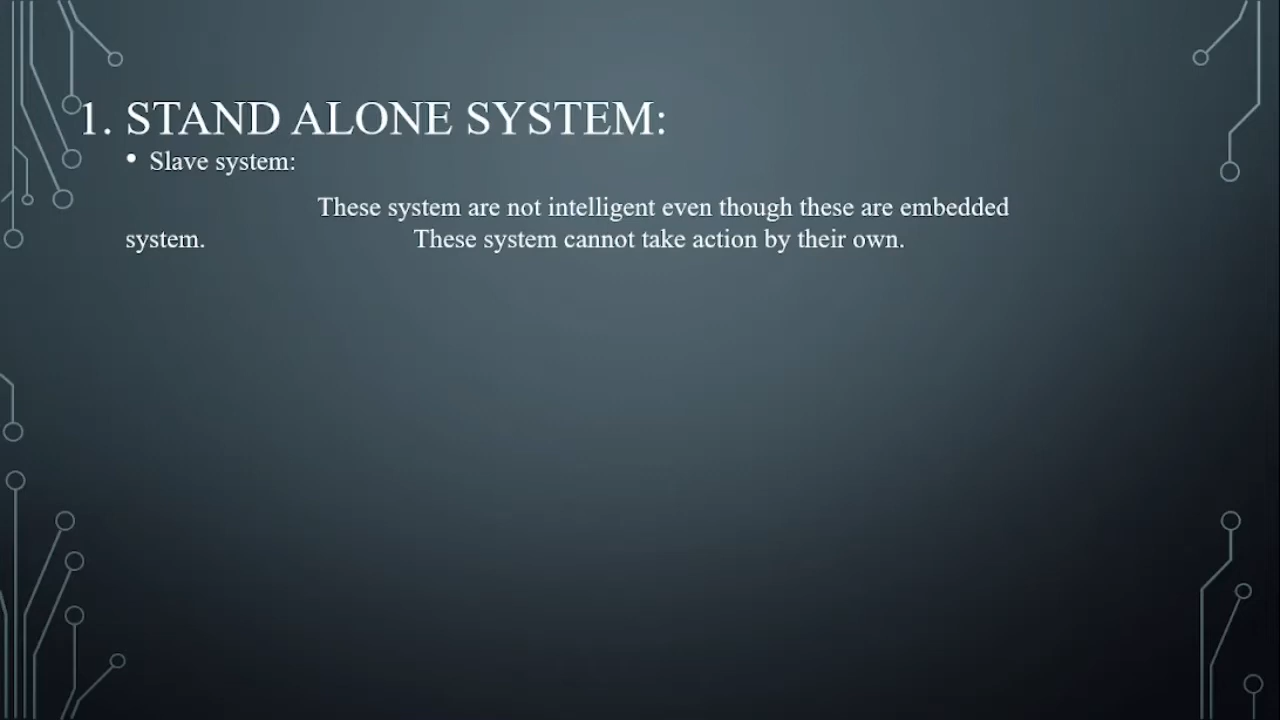 1. STAND ALONE SYSTEM:
• Slave system:
These system are not intelligent even though these are embedded
system. These system cannot take action by their own.